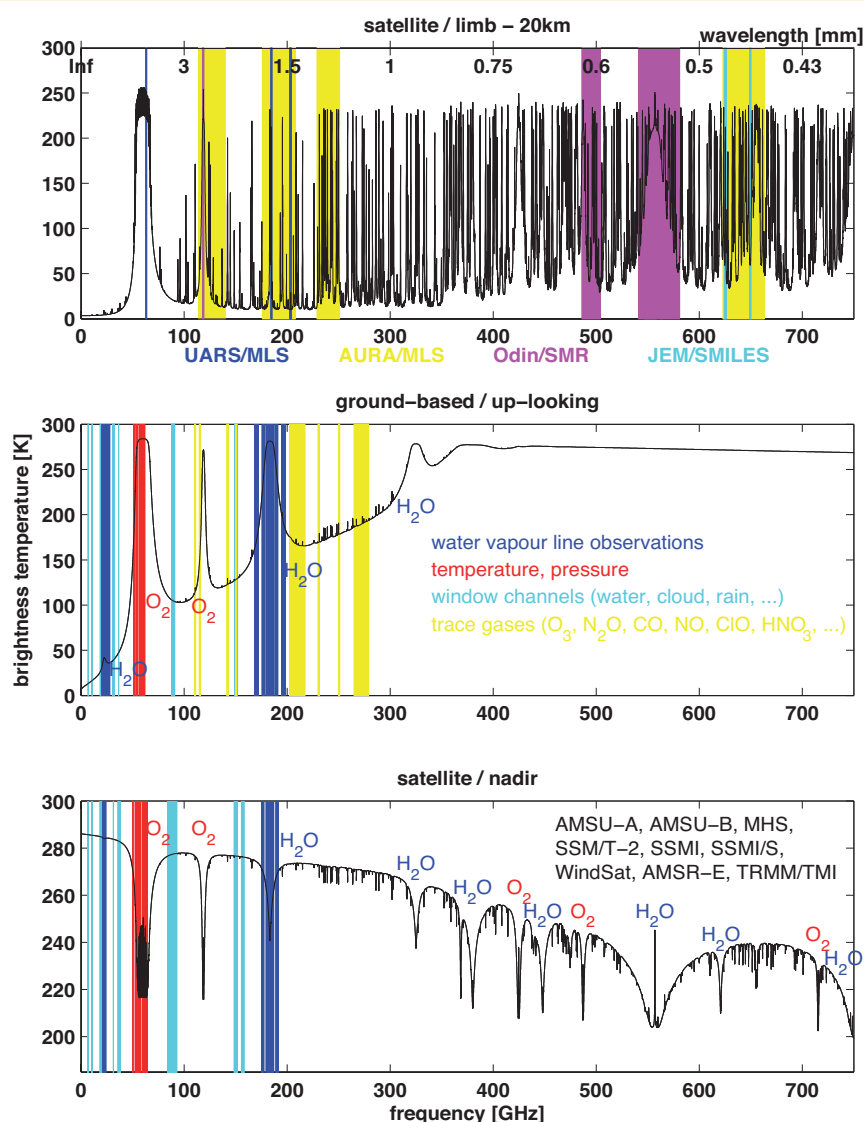 satellite / limb − 20km
wavelength [mm]
Inf 3 1.5 1 0.75 0.6 0.5 0.43
300
250
200
150
100
50
0
0 100 200 300 400 500 600 700
UARS/MLS AURA/MLS Odin/SMR JEM/SMILES
ground−based / up−looking
brightness temperature [K]
300
250
200
150
100
50
0
H2O
O2
O2
H2O
H2O
water vapour line observations
temperature, pressure
window channels (water, cloud, rain, ...)
trace gases (O3, N2O, CO, NO, ClO, HNO3, ...)
0 100 200 300 400 500 600 700
satellite / nadir
300
280
260
240
220
200
AMSU−A, AMSU−B, MHS,
SSM/T−2, SSMI, SSMI/S,
WindSat, AMSR−E, TRMM/TMI
O2 O2 H2O H2O H2O O2 H2O O2 H2O H2O O2 H2O
0 100 200 300 400 500 600 700
frequency [GHz]